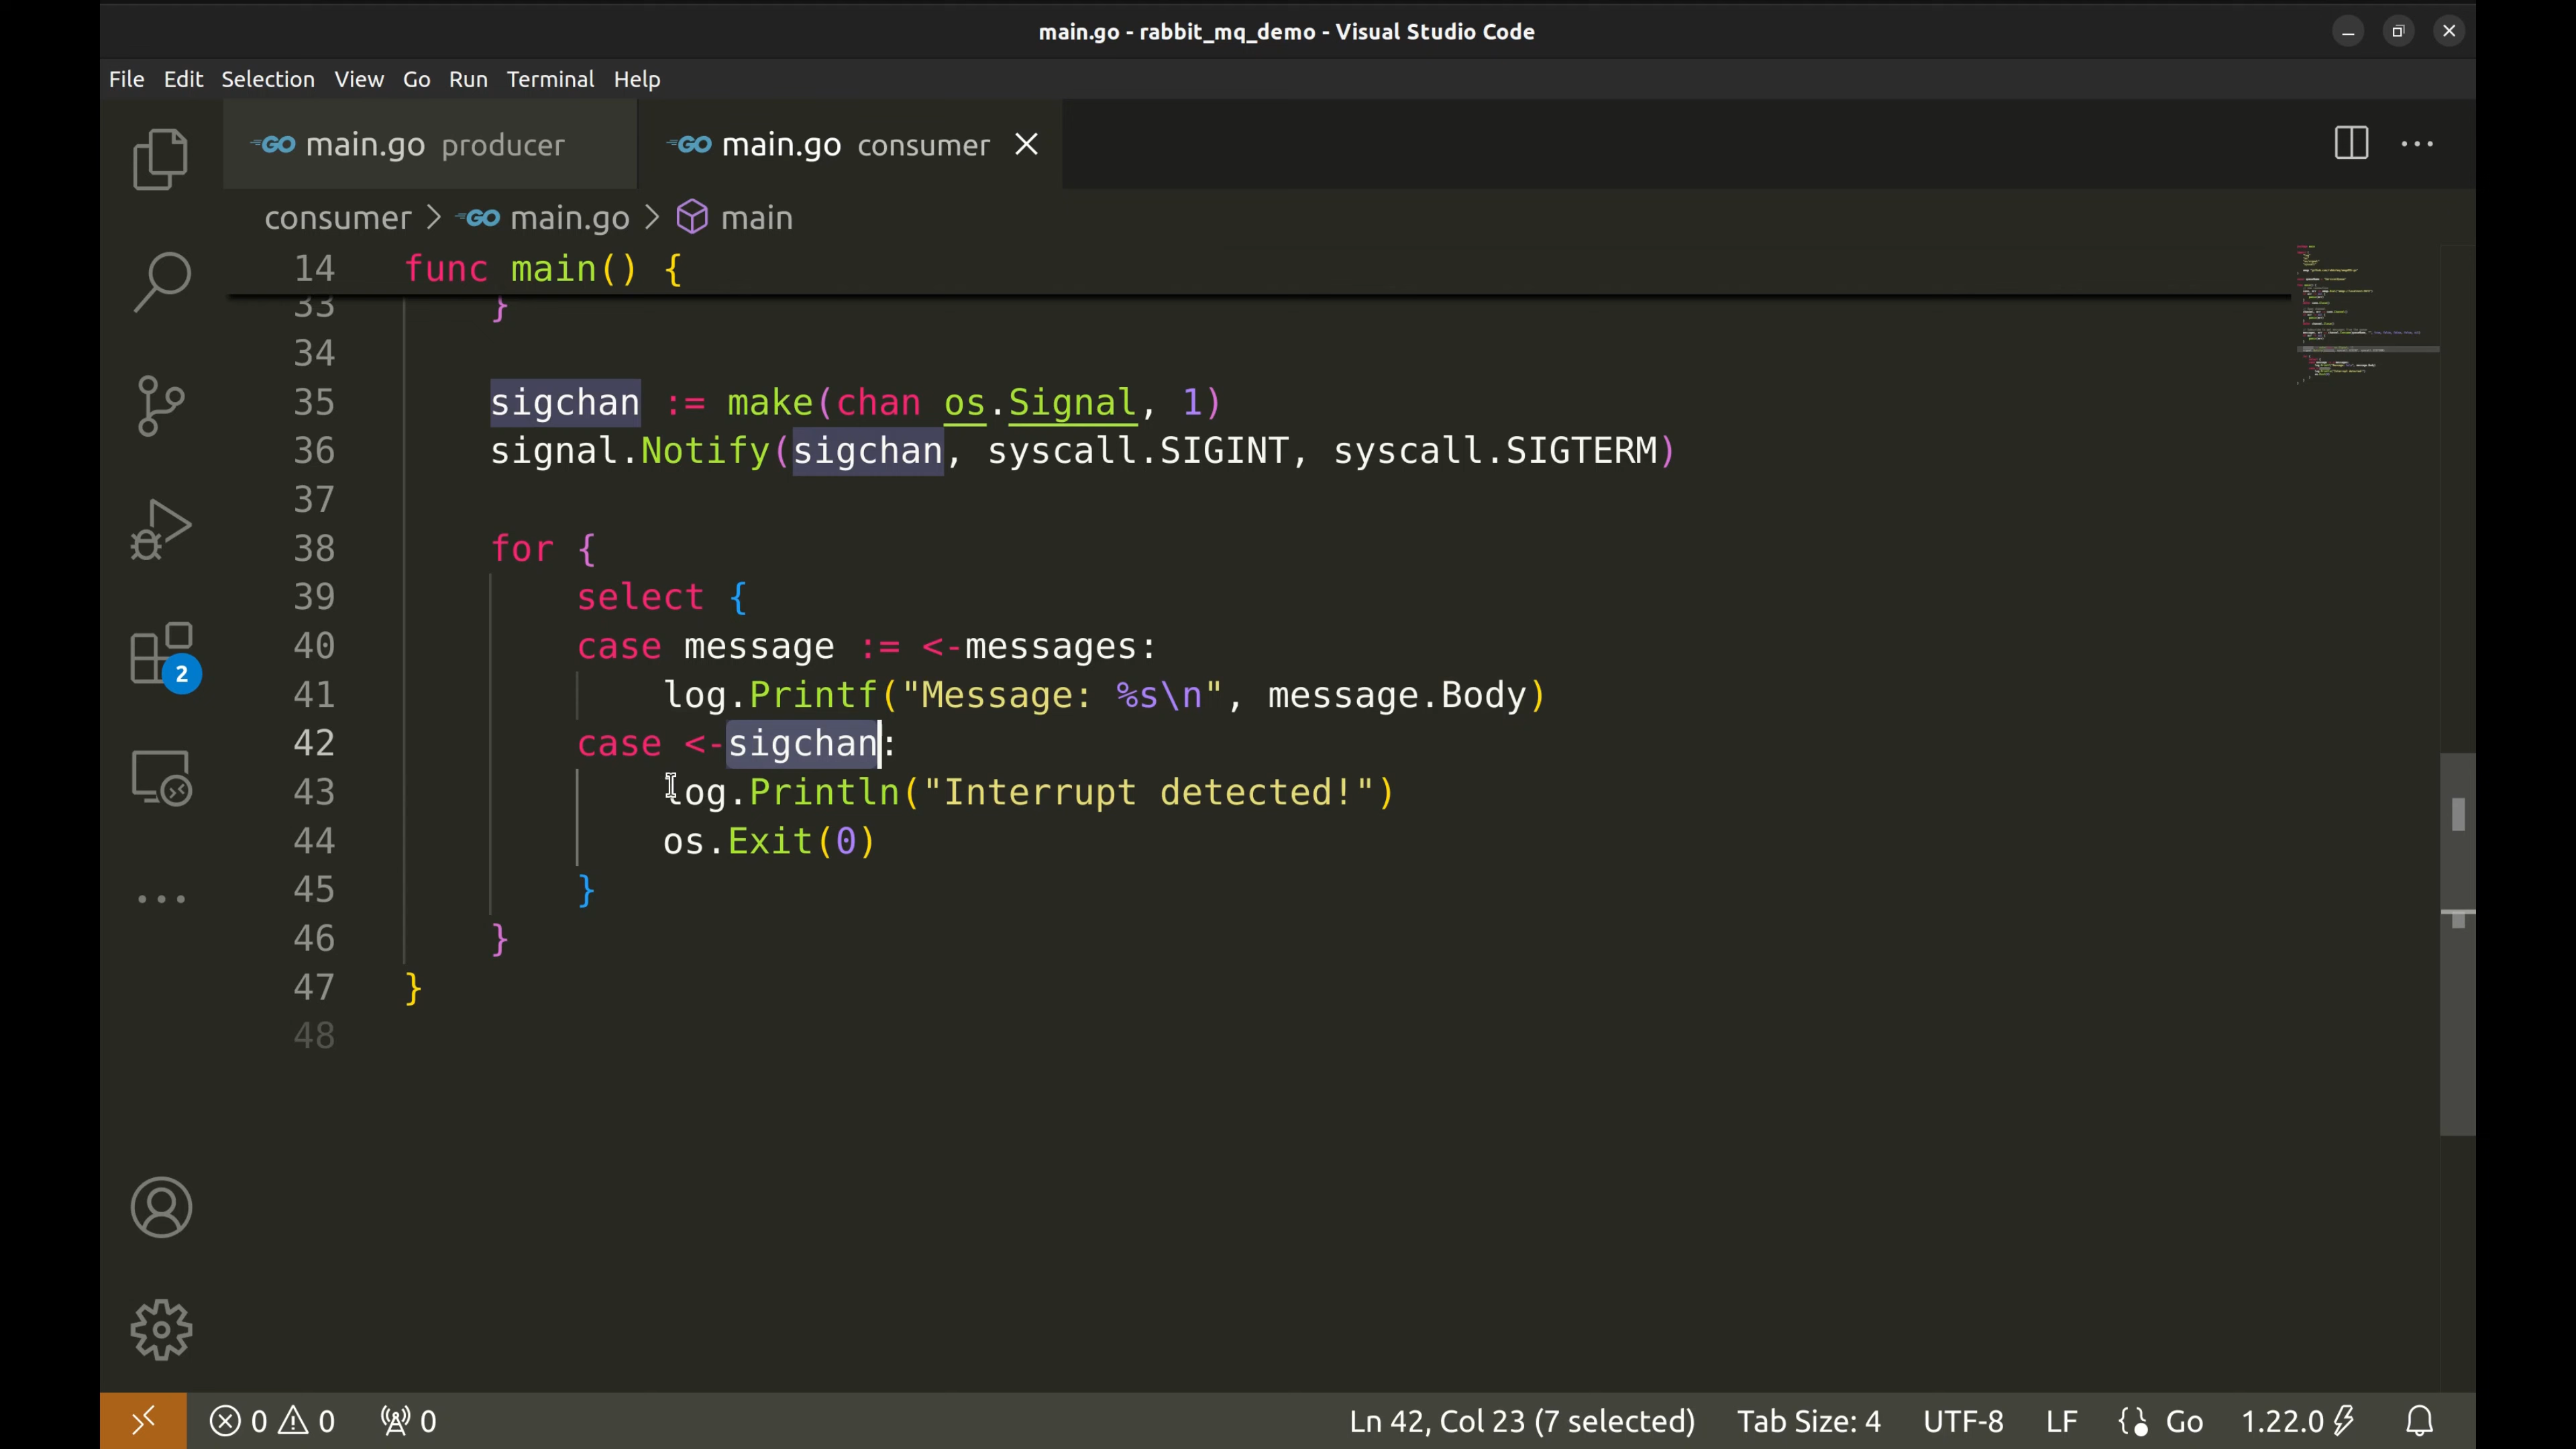 main.go - rabbit_mq_demo - Visual Studio Code
File Edit Selection View Go Run Terminal Help
GO main.go producer GO main.go consumer
consumer > GO main.go > main
14 func main() {
33 }
34
35 sigchan := make(chan os.Signal, 1)
36 signal.Notify(sigchan, syscall.SIGINT, syscall.SIGTERM)
37
38 for {
39 select {
40 case message := <-messages:
41 log.Printf("Message: %s\n", message.Body)
42 case <-sigchan:
43 log.Println("Interrupt detected!")
44 os.Exit(0)
45 }
46 }
47 }
48
2
0 0 0 Ln 42, Col 23 (7 selected) Tab Size: 4 UTF-8 LF Go 1.22.0